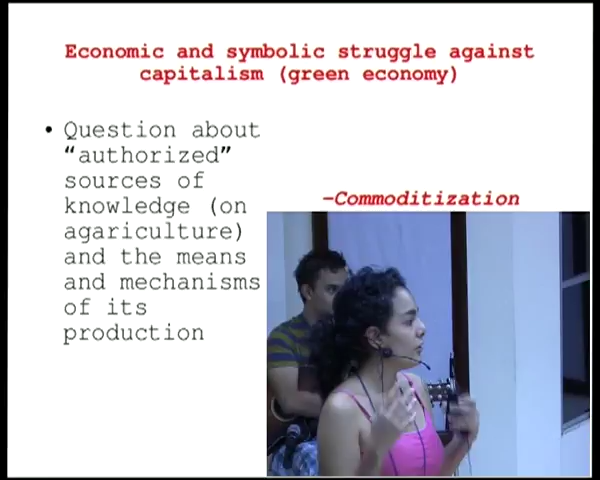 Economic and symbolic struggle against
capitalism (green economy)
• Question about
“authorized”
sources of
knowledge (on
agariculture)
and the means
and mechanisms
of its
production
–Commoditization